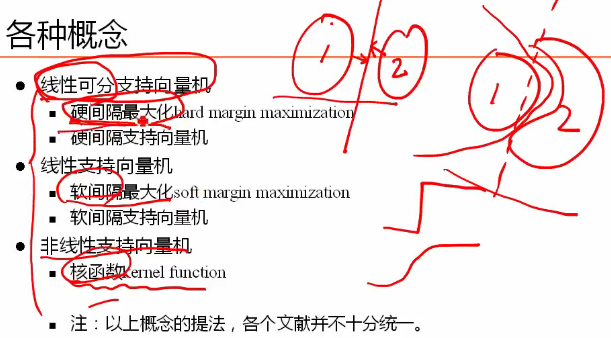 各种概念
1 2
1 2
线性可分支持向量机
硬间隔最大化hard margin maximization
硬间隔支持向量机
线性支持向量机
软间隔最大化soft margin maximization
软间隔支持向量机
非线性支持向量机
核函数kernel function
注：以上概念的提法，各个文献并不十分统一。